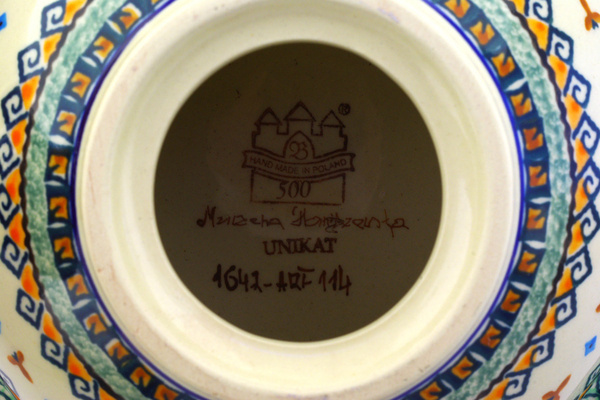 ®
B
HAND MADE IN POLAND
500
UNIKAT
1642-ART 114